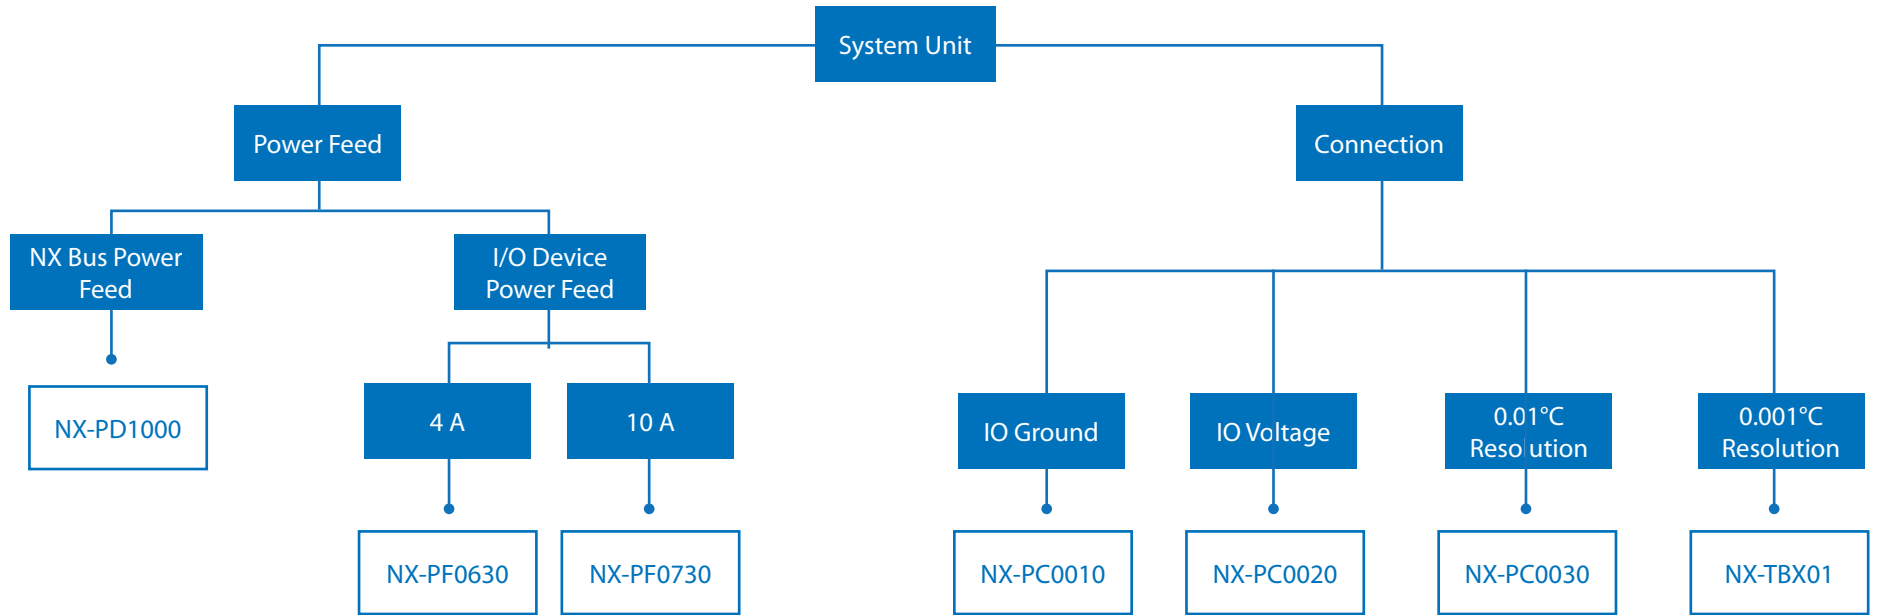 System Unit
Power Feed
Connection
NX Bus Power
Feed
I/O Device
Power Feed
NX-PD1000
4 A
10 A
IO Ground
IO Voltage
0.01°C
Resolution
0.001°C
Resolution
NX-PF0630
NX-PF0730
NX-PC0010
NX-PC0020
NX-PC0030
NX-TBX01